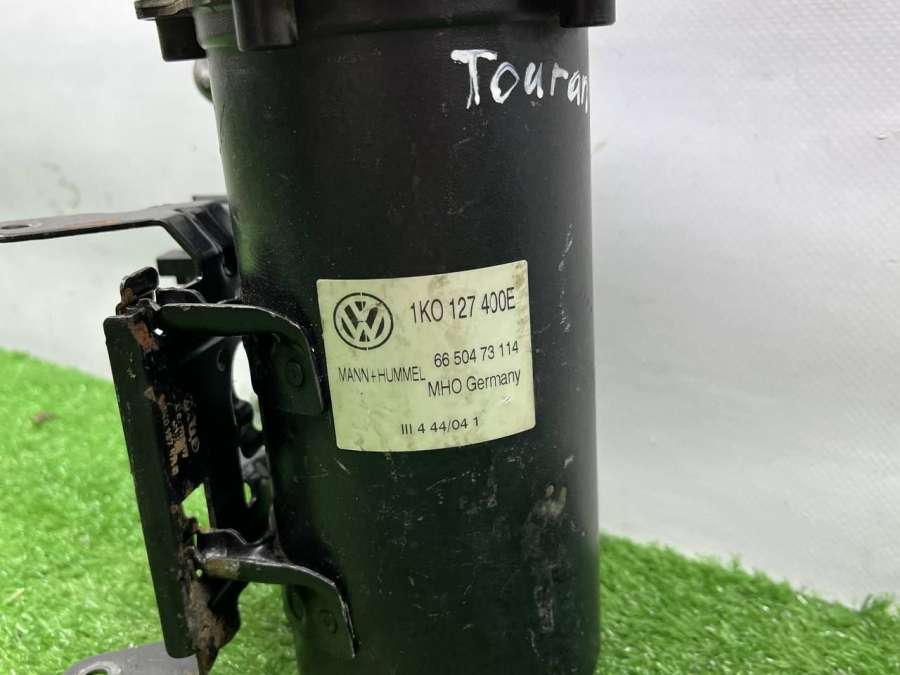 Touran
1K0 127 400E
66 504 73 114
MANN+HUMMEL
MHO Germany
III 4 44/04 1